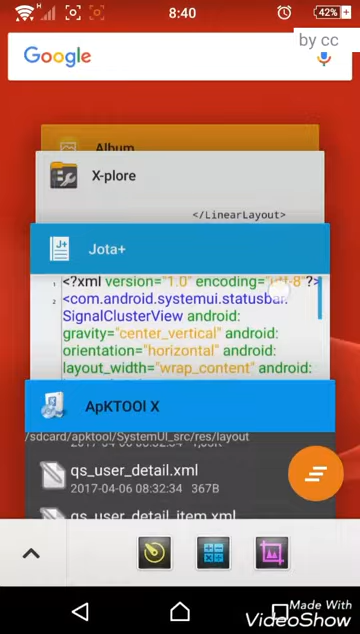 H
8:40
42%
by cc
Google
Album
X-plore
</LinearLayout>
J+
Jota+
1 <?xml version="1.0" encoding="utf-8"?>
2 <com.android.systemui.statusbar.
SignalClusterView android:
gravity="center_vertical" android:
orientation="horizontal" android:
layout_width="wrap_content" android:
ApKTOOl X
/sdcard/apktool/SystemUI_src/res/layout
qs_user_detail.xml
2017-04-06 08:32:34 367B
qs_user_detail_item.xml
Made With
VideoShow